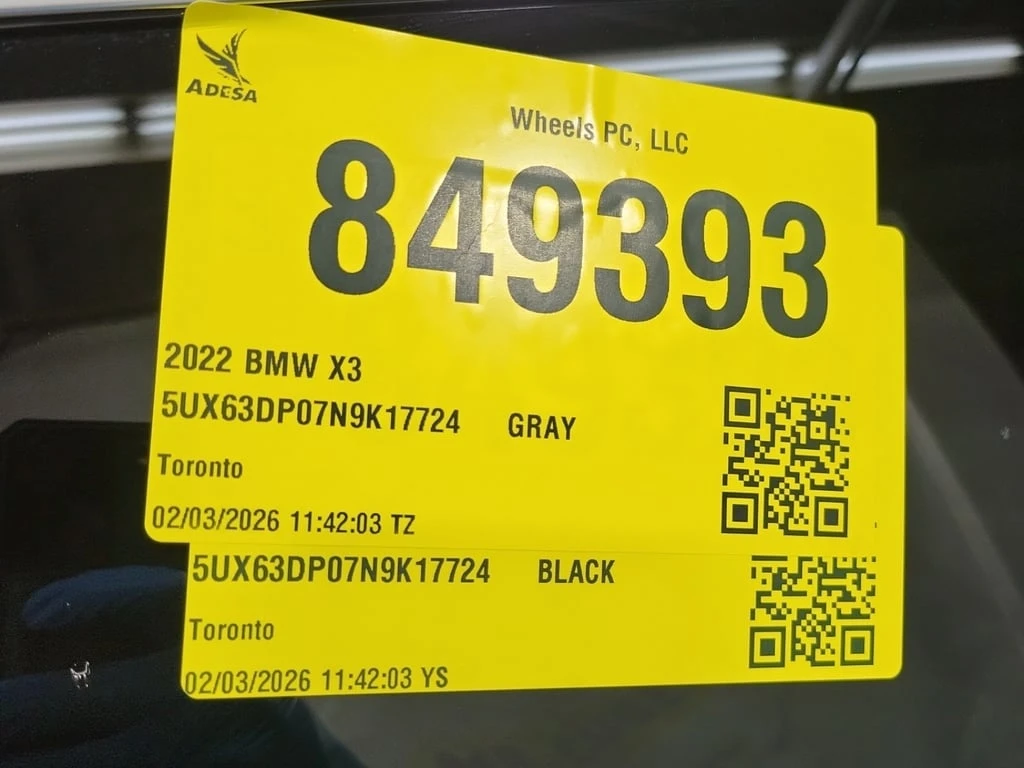 ADESA
Wheels PC, LLC
849393
2022 BMW X3
5UX63DP07N9K17724 GRAY
Toronto
02/03/2026 11:42:03 TZ
5UX63DP07N9K17724 BLACK
Toronto
02/03/2026 11:42:03 YS